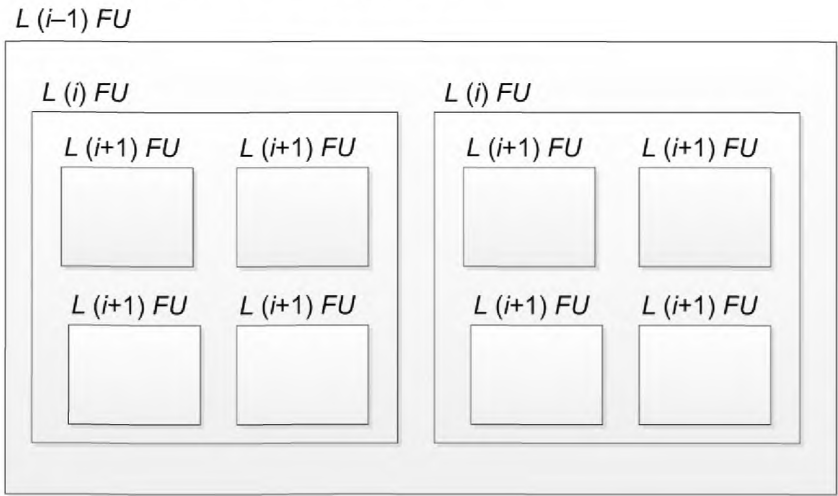 L (i–1) FU
L (i) FU L (i) FU
L (i+1) FU L (i+1) FU L (i+1) FU L (i+1) FU
L (i+1) FU L (i+1) FU L (i+1) FU L (i+1) FU